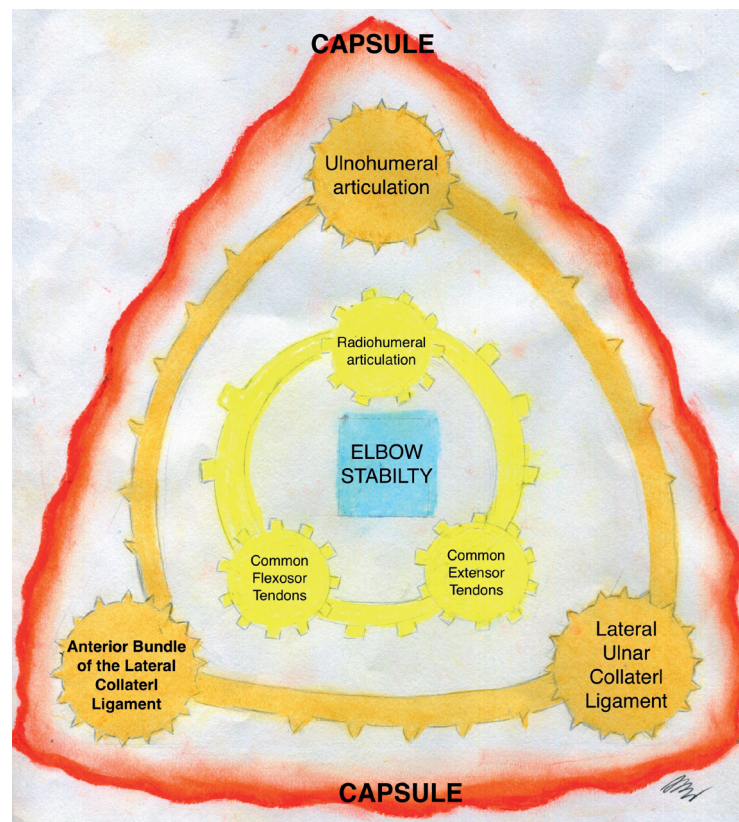 CAPSULE
Ulnohumeral
articulation
Radiohumeral
articulation
ELBOW
STABILTY
Common
Flexosor
Tendons
Common
Extensor
Tendons
Anterior Bundle
of the Lateral
Collaterl
Ligament
Lateral
Ulnar
Collaterl
Ligament
CAPSULE